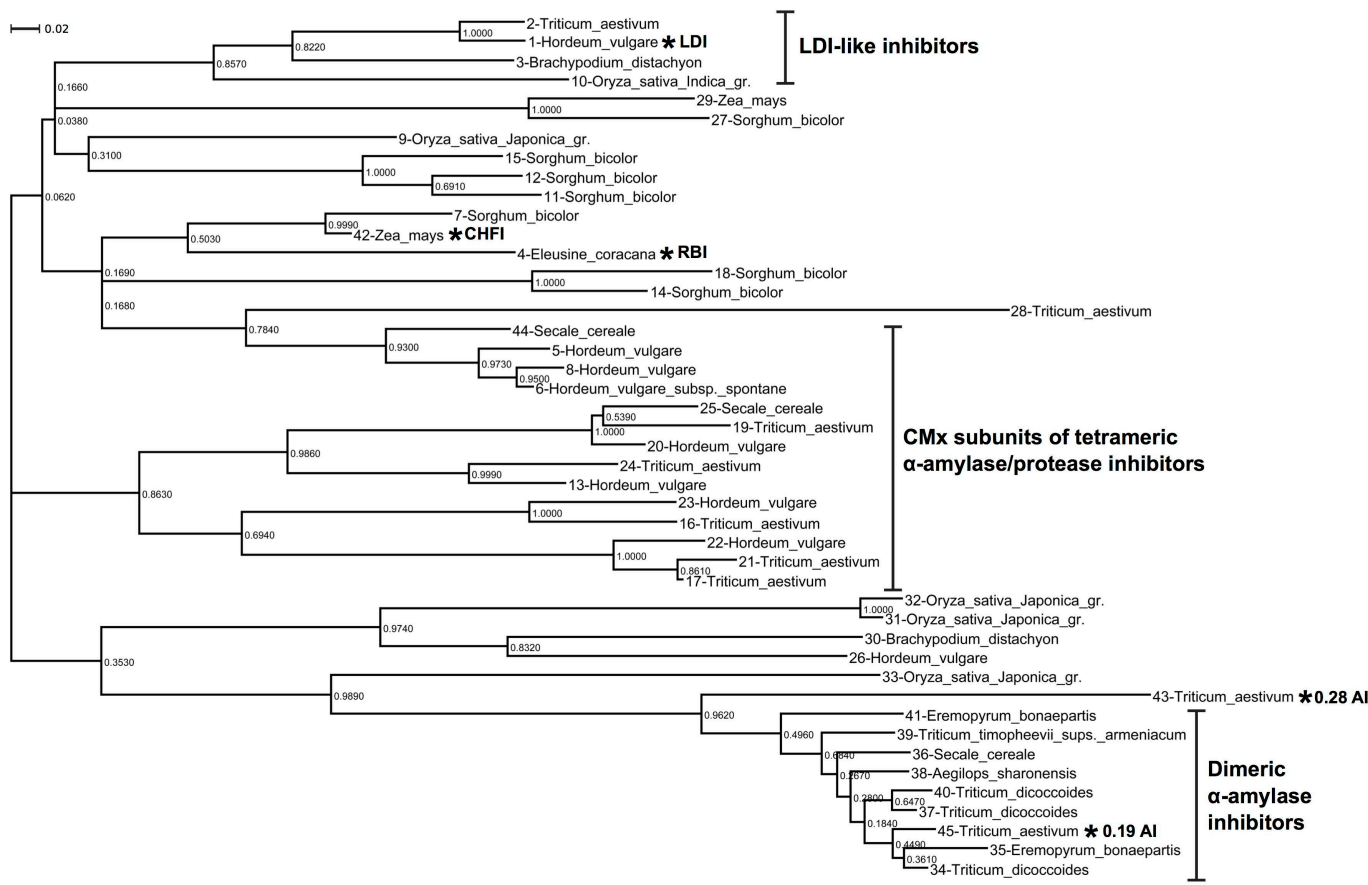 0.02
2-Triticum_aestivum
1.0000
1-Hordeum_vulgare * LDI
0.8220
3-Brachypodium_distachyon
0.8570
10-Oryza_sativa_Indica_gr.
LDI-like inhibitors
0.1660
29-Zea_mays
1.0000
27-Sorghum_bicolor
0.0380
9-Oryza_sativa_Japonica_gr.
0.3100
15-Sorghum_bicolor
1.0000
12-Sorghum_bicolor
0.6910
11-Sorghum_bicolor
0.0620
7-Sorghum_bicolor
0.9990
42-Zea_mays *CHFI
0.5030
4-Eleusine_coracana * RBI
0.1690
18-Sorghum_bicolor
1.0000
14-Sorghum_bicolor
0.1680
28-Triticum_aestivum
0.7840
44-Secale_cereale
0.9300
5-Hordeum_vulgare
0.9730
8-Hordeum_vulgare
0.9500
6-Hordeum_vulgare_subsp._spontane
25-Secale_cereale
0.5390
19-Triticum_aestivum
1.0000
20-Hordeum_vulgare
0.9860
24-Triticum_aestivum
0.9990
13-Hordeum_vulgare
0.8630
23-Hordeum_vulgare
1.0000
16-Triticum_aestivum
0.6940
22-Hordeum_vulgare
1.0000
21-Triticum_aestivum
0.8610
17-Triticum_aestivum
CMx subunits of tetrameric
α-amylase/protease inhibitors
32-Oryza_sativa_Japonica_gr.
1.0000
31-Oryza_sativa_Japonica_gr.
0.9740
30-Brachypodium_distachyon
0.8320
26-Hordeum_vulgare
0.3530
33-Oryza_sativa_Japonica_gr.
0.9890
43-Triticum_aestivum *0.28 AI
0.9620
41-Eremopyrum_bonaepartis
0.4960
39-Triticum_timopheevii_sups._armeniacum
0.6840
36-Secale_cereale
0.2670
38-Aegilops_sharonensis
0.2800
40-Triticum_dicoccoides
0.6470
37-Triticum_dicoccoides
0.1840
45-Triticum_aestivum * 0.19 AI
0.4490
35-Eremopyrum_bonaepartis
0.3610
34-Triticum_dicoccoides
Dimeric
α-amylase
inhibitors